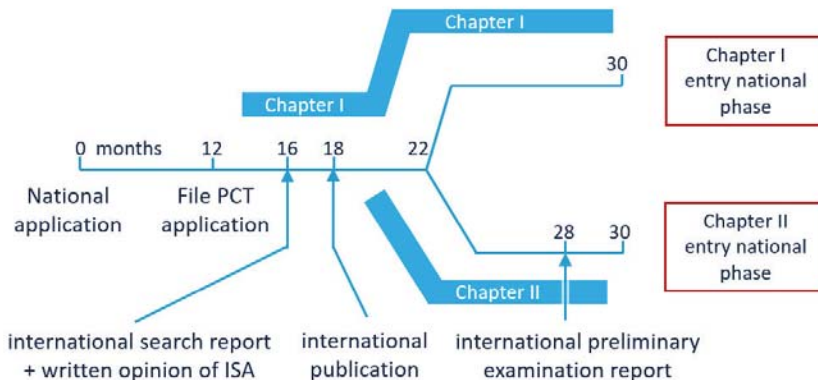 Chapter I
Chapter I
30
Chapter I
entry national
phase
0 months 12 16 18 22
National
application
File PCT
application
28 30
Chapter II
entry national
phase
Chapter II
international search report
+ written opinion of ISA
international
publication
international preliminary
examination report